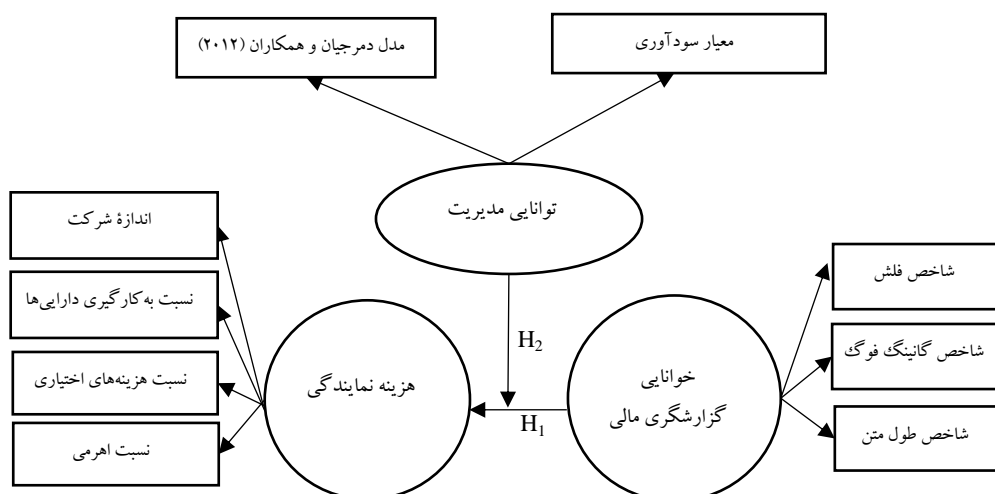 معیار سودآوری
مدل دمرجیان و همکاران (۲۰۱۲)
توانایی مدیریت
شاخص فلش
شاخص گانینگ فوگ
شاخص طول متن
خوانایی
گزارشگری مالی
H₂
H₁
هزینه نمایندگی
اندازۀ شرکت
نسبت به‌کارگیری دارایی‌ها
نسبت هزینه‌های اختیاری
نسبت اهرمی